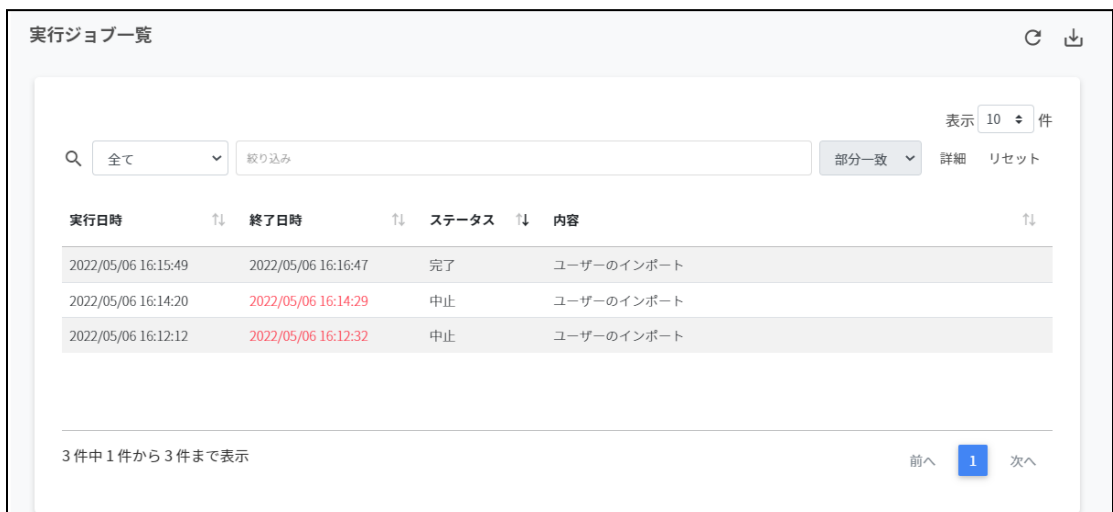 実行ジョブ一覧
表示 10 件
全て 絞り込み 部分一致 詳細 リセット
実行日時 終了日時 ステータス 内容
2022/05/06 16:15:49 2022/05/06 16:16:47 完了 ユーザーのインポート
2022/05/06 16:14:20 2022/05/06 16:14:29 中止 ユーザーのインポート
2022/05/06 16:12:12 2022/05/06 16:12:32 中止 ユーザーのインポート
3 件中 1 件から 3 件まで表示
前へ 1 次へ